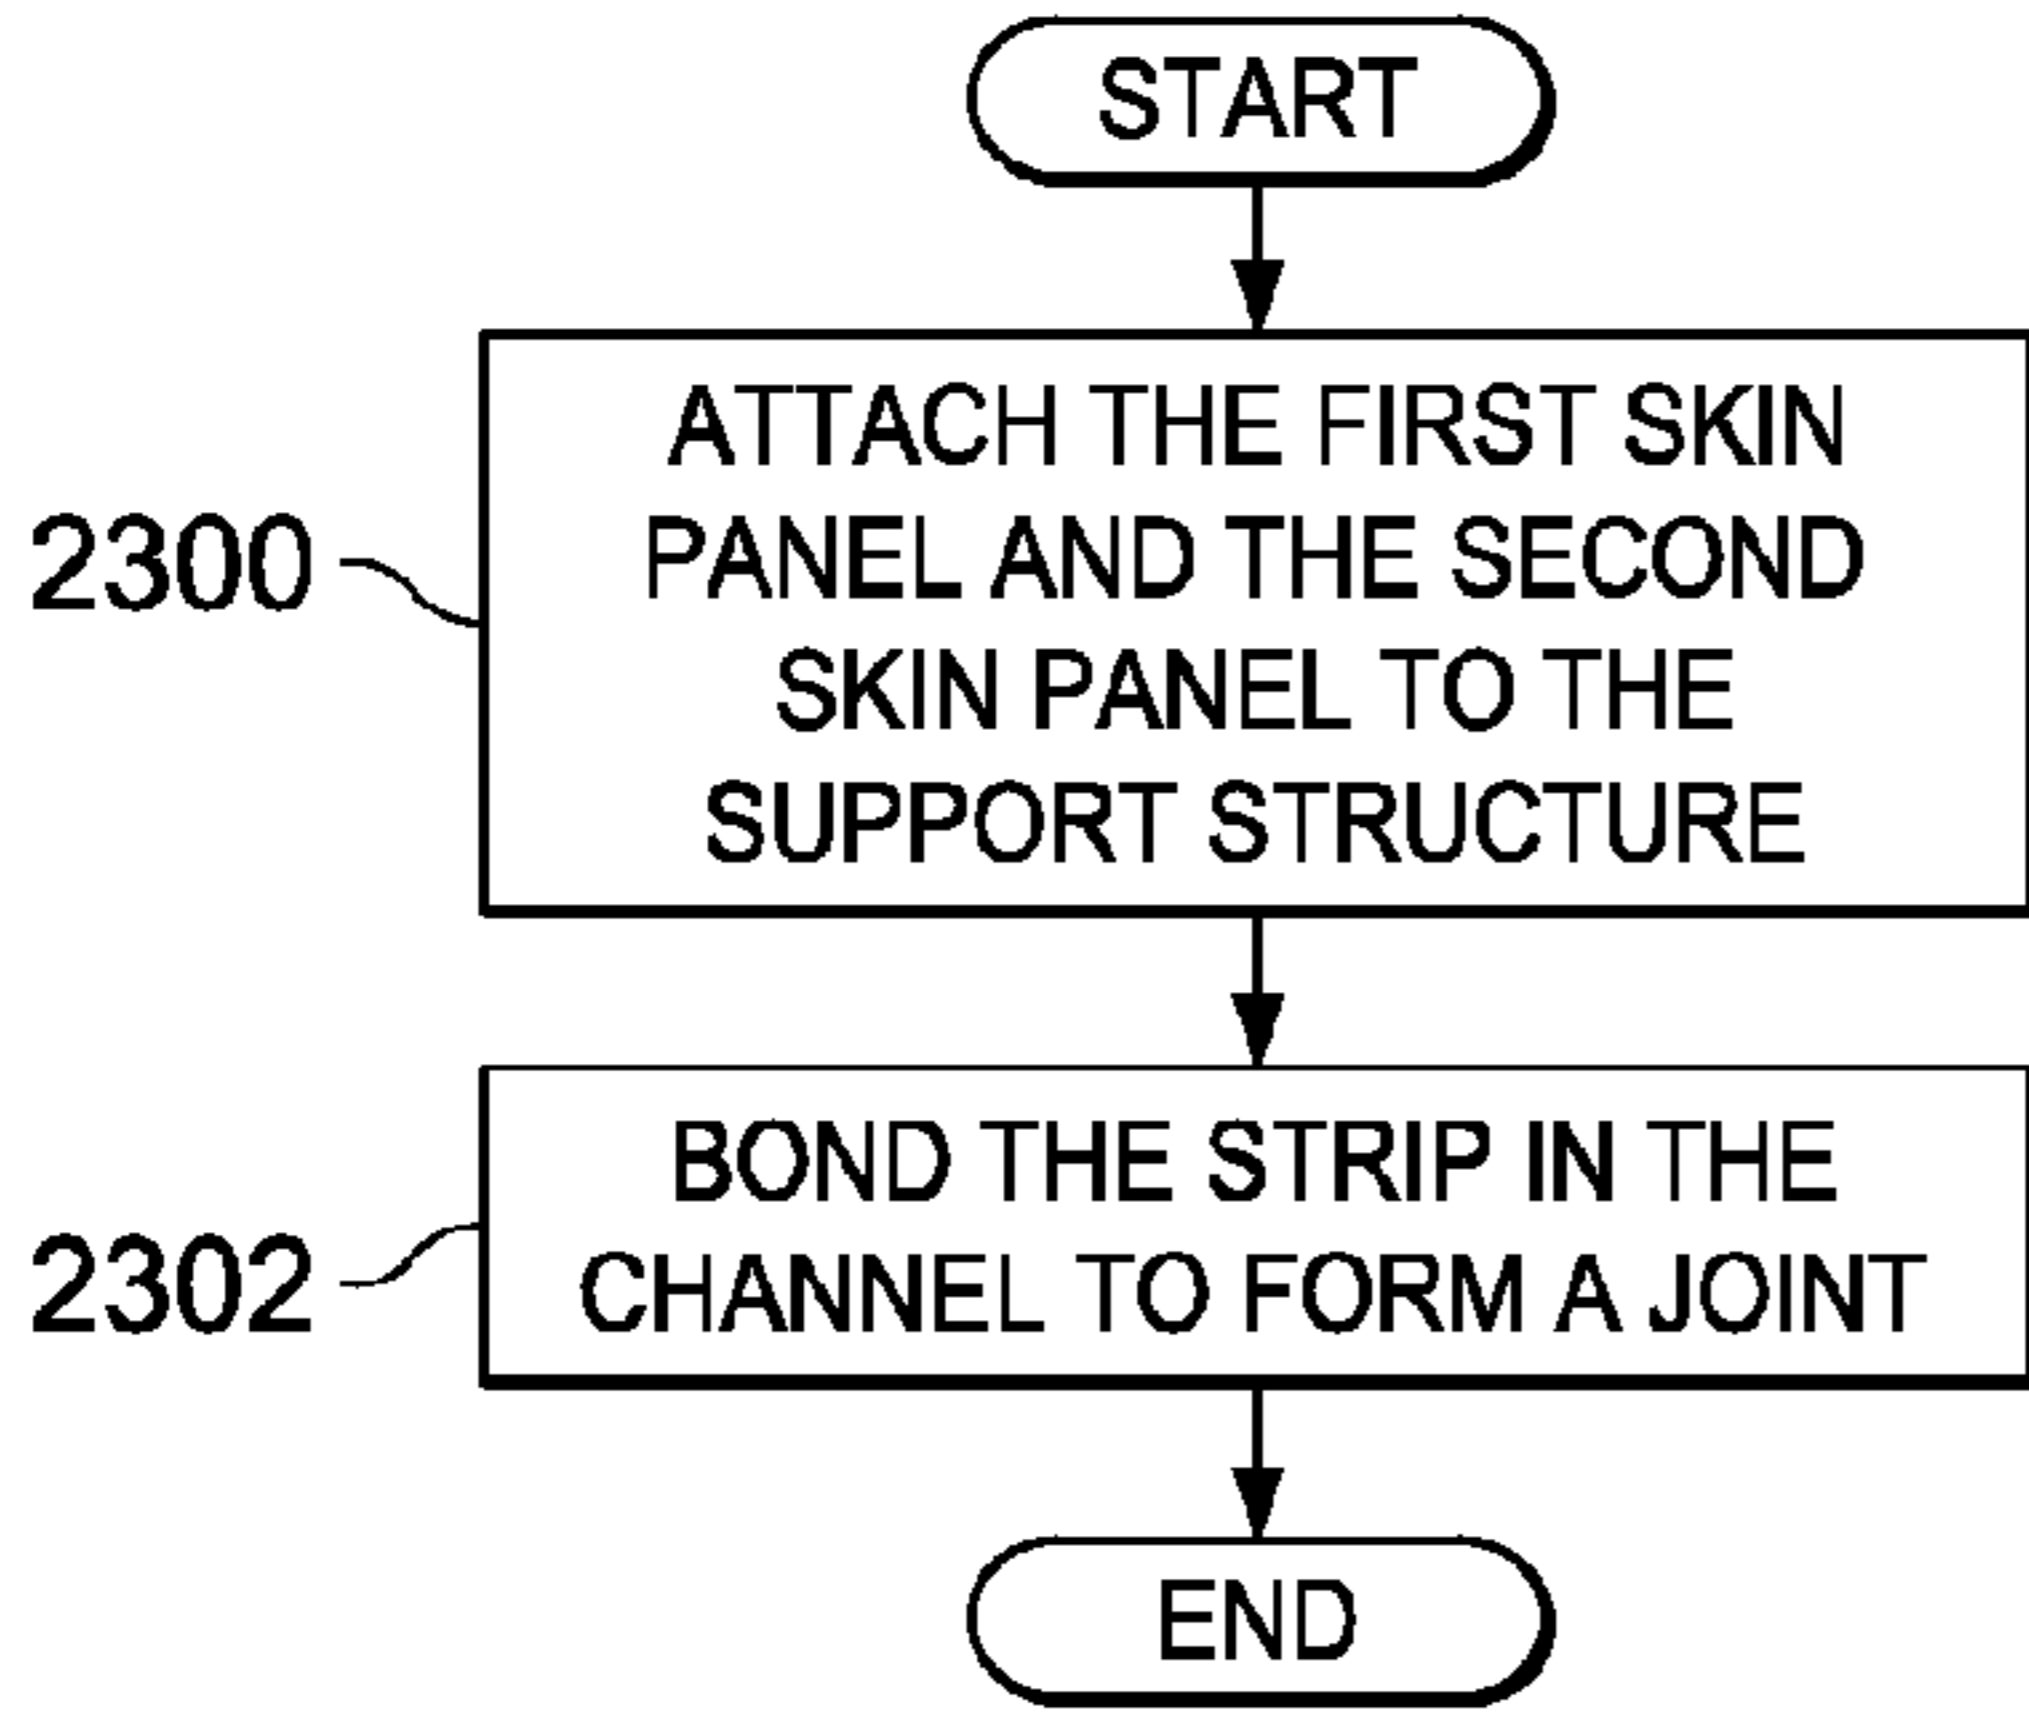 START
2300
ATTACH THE FIRST SKIN
PANEL AND THE SECOND
SKIN PANEL TO THE
SUPPORT STRUCTURE
2302
BOND THE STRIP IN THE
CHANNEL TO FORM A JOINT
END